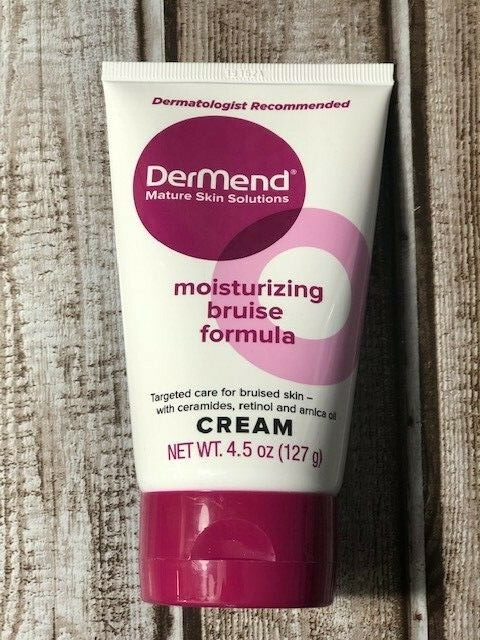 Dermatologist Recommended
DerMend®
Mature Skin Solutions
moisturizing
bruise
formula
Targeted care for bruised skin –
with ceramides, retinol and arnica oil
CREAM
NET WT. 4.5 oz (127 g)